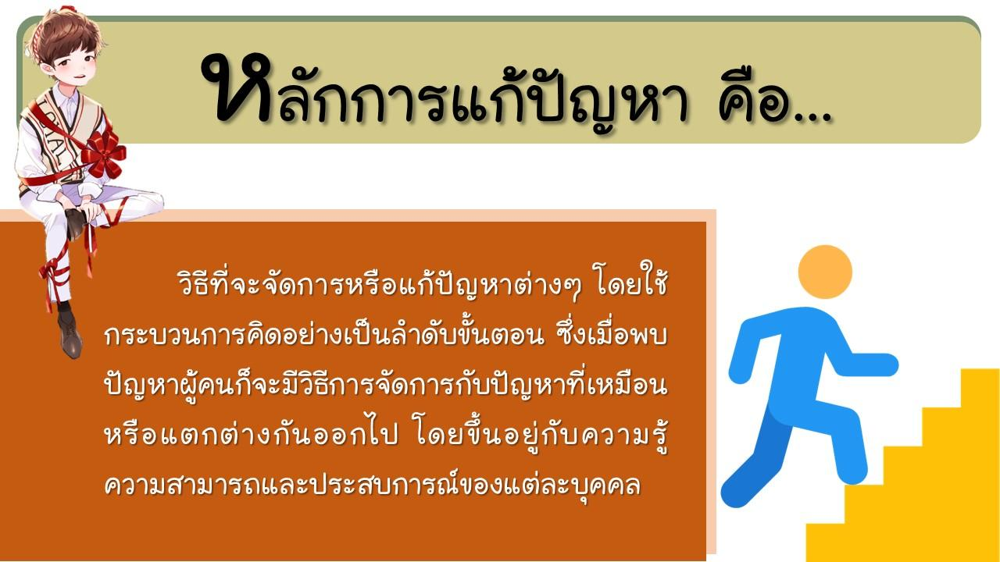 หลักการแก้ปัญหา คือ...
วิธีที่จะจัดการหรือแก้ปัญหาต่างๆ โดยใช้
กระบวนการคิดอย่างเป็นลำดับขั้นตอน ซึ่งเมื่อพบ
ปัญหาผู้คนก็จะมีวิธีการจัดการกับปัญหาที่เหมือน
หรือแตกต่างกันออกไป โดยขึ้นอยู่กับความรู้
ความสามารถและประสบการณ์ของแต่ละบุคคล